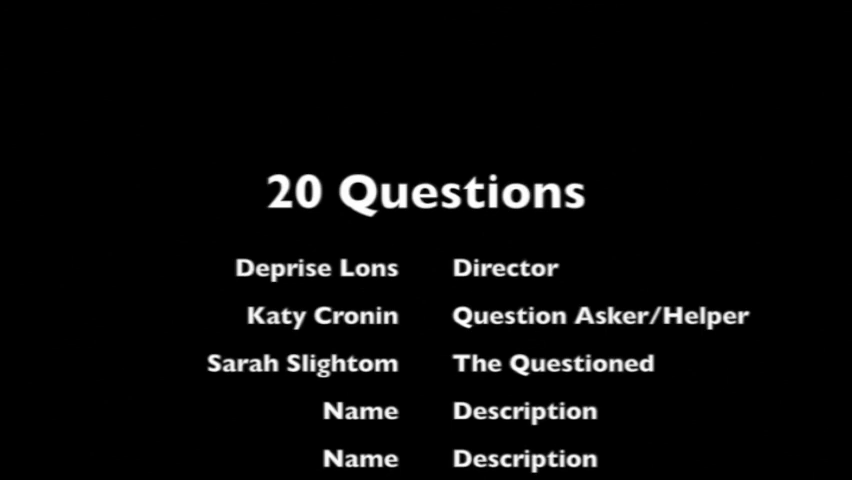 20 Questions
Deprise Lons Director
Katy Cronin Question Asker/Helper
Sarah Slightom The Questioned
Name Description
Name Description